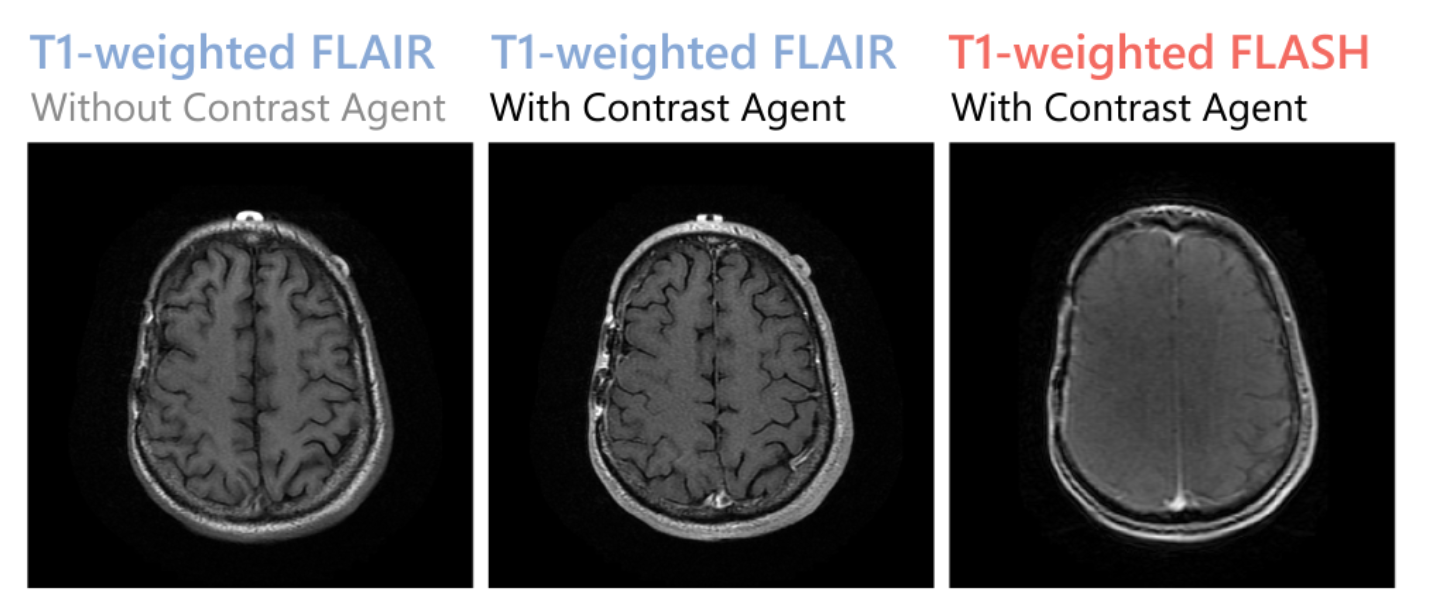 T1-weighted FLAIR
Without Contrast Agent
T1-weighted FLAIR
With Contrast Agent
T1-weighted FLASH
With Contrast Agent